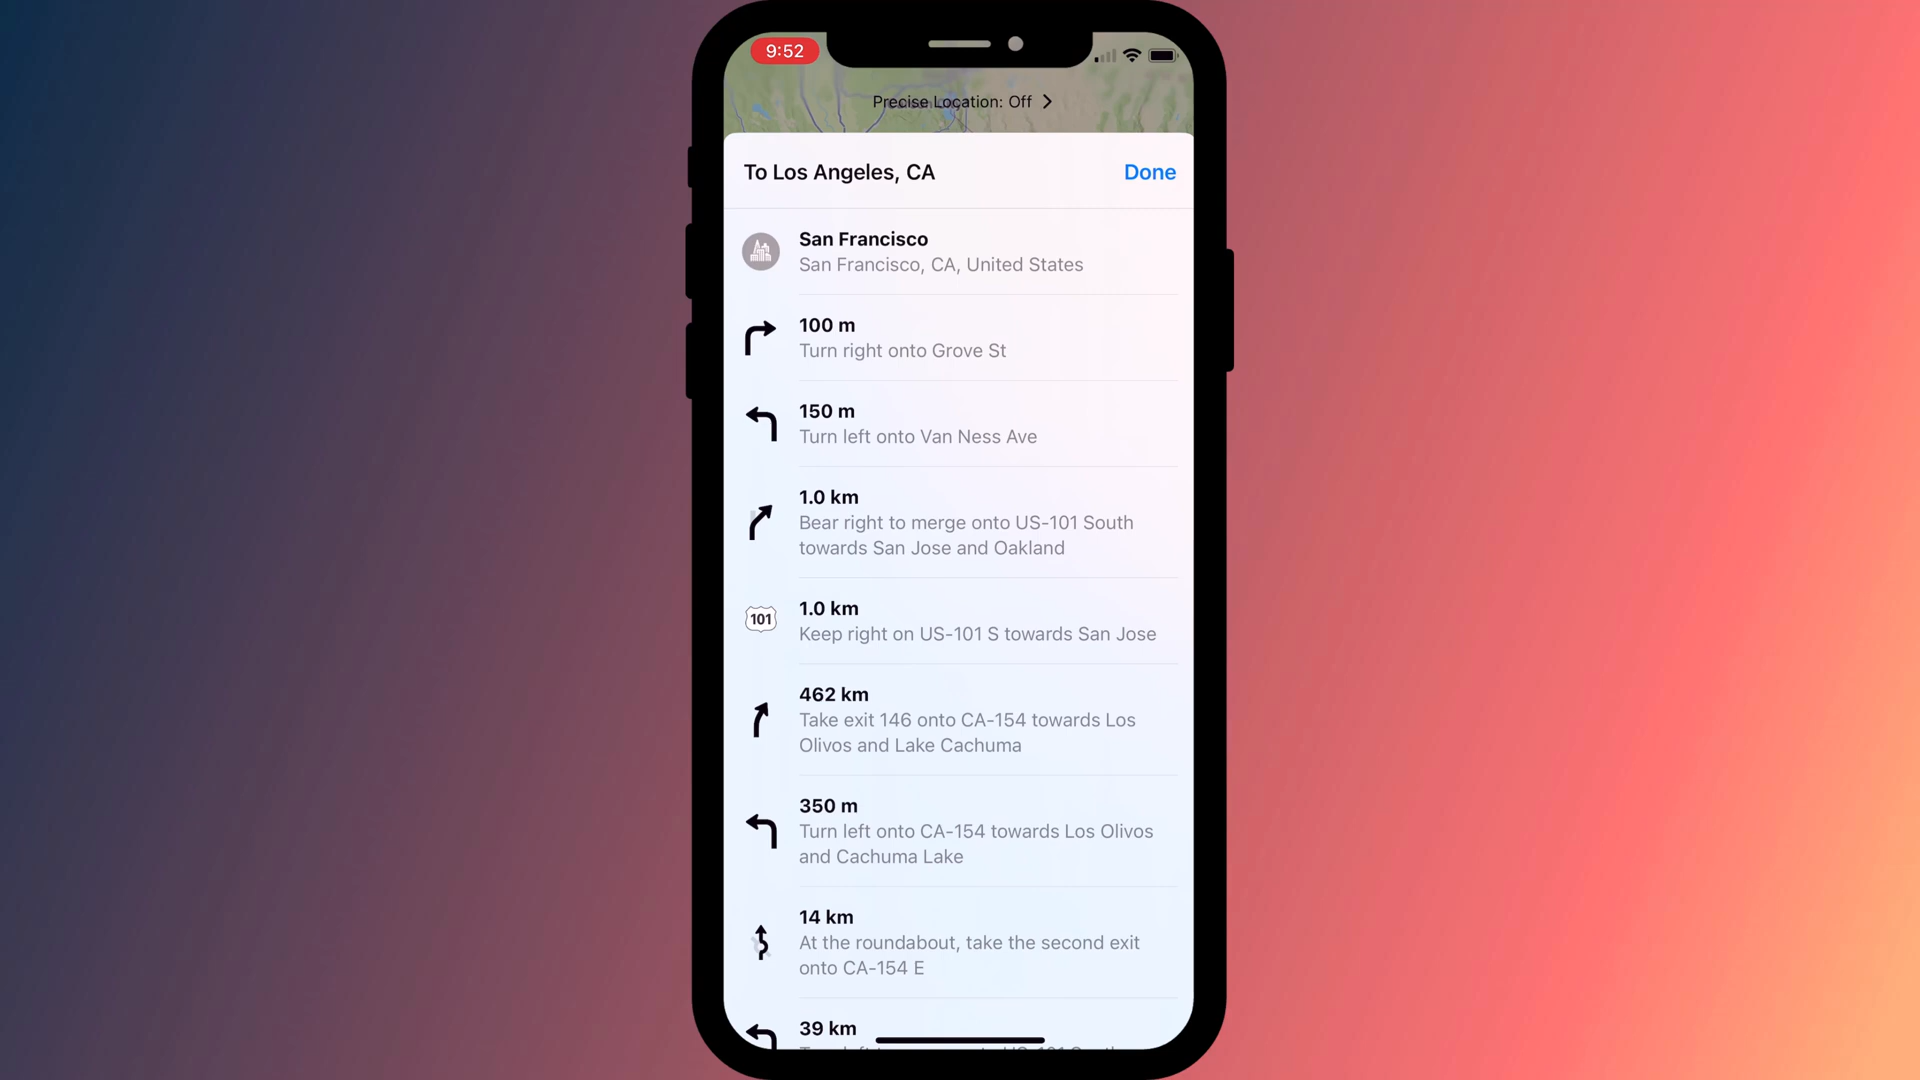 9:52
Precise Location: Off
To Los Angeles, CA
Done
San Francisco
San Francisco, CA, United States
100 m
Turn right onto Grove St
150 m
Turn left onto Van Ness Ave
1.0 km
Bear right to merge onto US-101 South
towards San Jose and Oakland
101
1.0 km
Keep right on US-101 S towards San Jose
462 km
Take exit 146 onto CA-154 towards Los
Olivos and Lake Cachuma
350 m
Turn left onto CA-154 towards Los Olivos
and Cachuma Lake
14 km
At the roundabout, take the second exit
onto CA-154 E
39 km